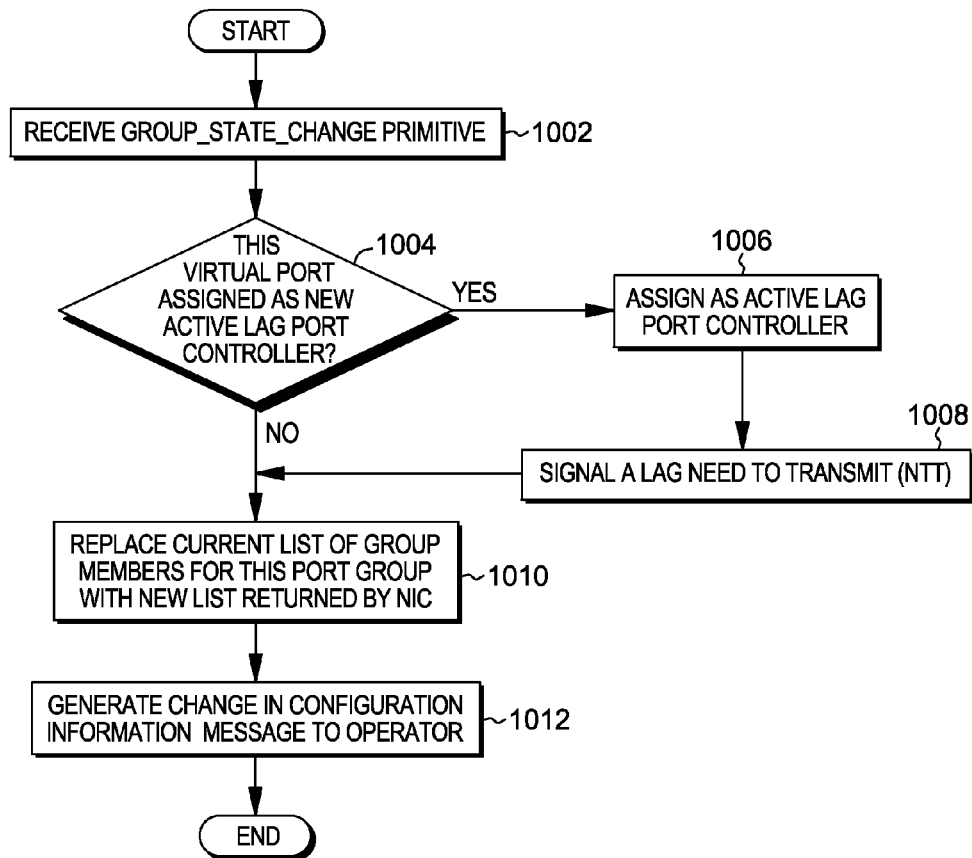 START
RECEIVE GROUP_STATE_CHANGE PRIMITIVE
1002
THIS
VIRTUAL PORT
ASSIGNED AS NEW
ACTIVE LAG PORT
CONTROLLER?
1004
YES
1006
ASSIGN AS ACTIVE LAG
PORT CONTROLLER
1008
SIGNAL A LAG NEED TO TRANSMIT (NTT)
NO
REPLACE CURRENT LIST OF GROUP
MEMBERS FOR THIS PORT GROUP
WITH NEW LIST RETURNED BY NIC
1010
GENERATE CHANGE IN CONFIGURATION
INFORMATION MESSAGE TO OPERATOR
1012
END